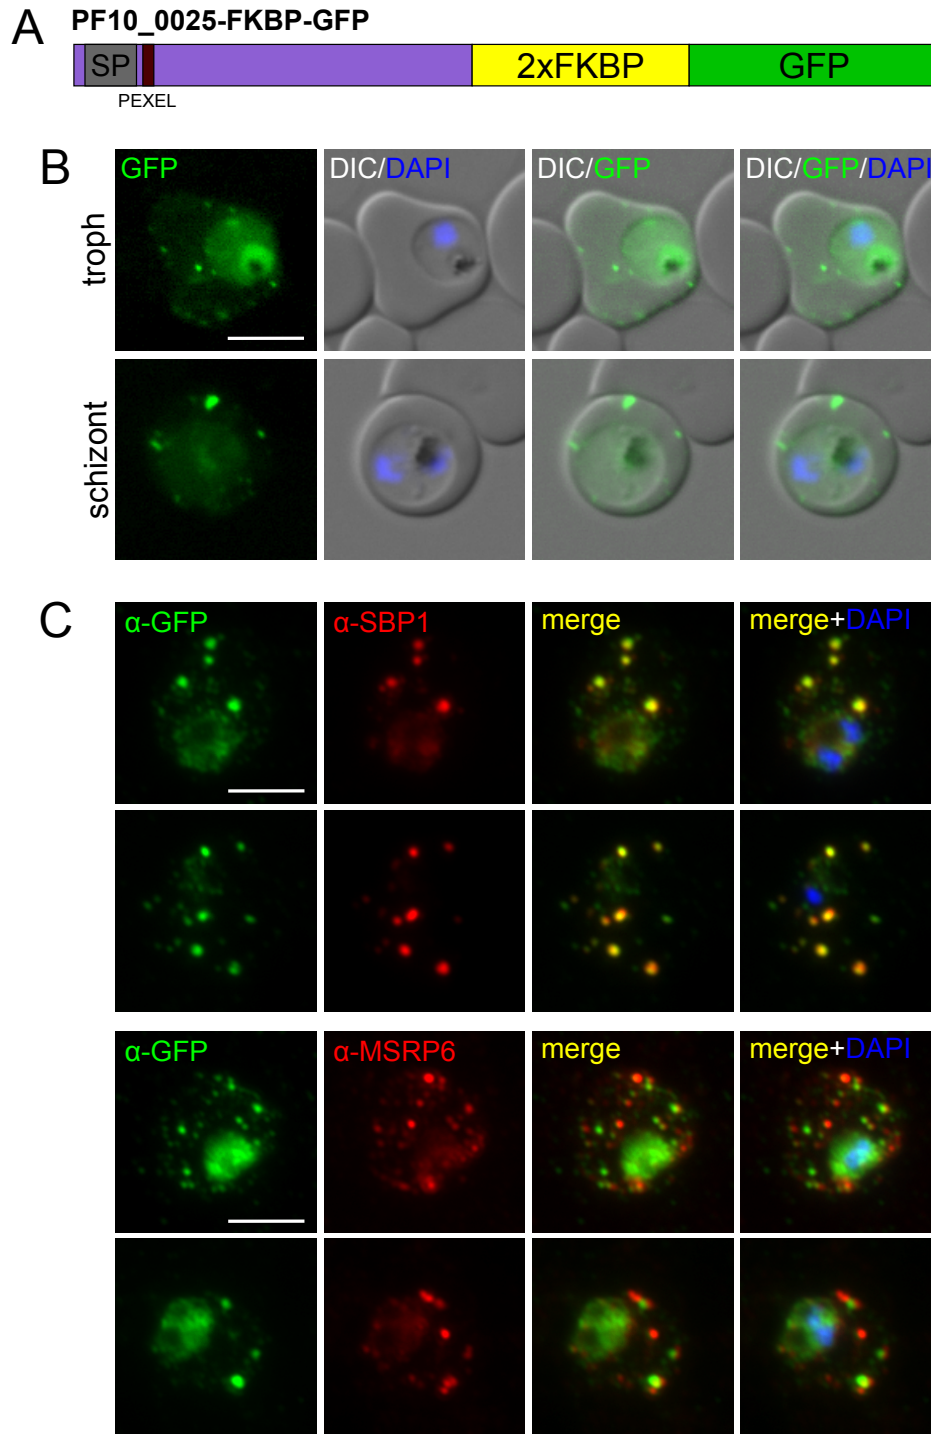 A
PF10_0025-FKBP-GFP
SP
2xFKBP
GFP
PEXEL
B
GFP
DIC/DAPI
DIC/GFP
DIC/GFP/DAPI
troph
schizont
C
α-GFP
α-SBP1
merge
merge+DAPI
α-GFP
α-MSRP6
merge
merge+DAPI